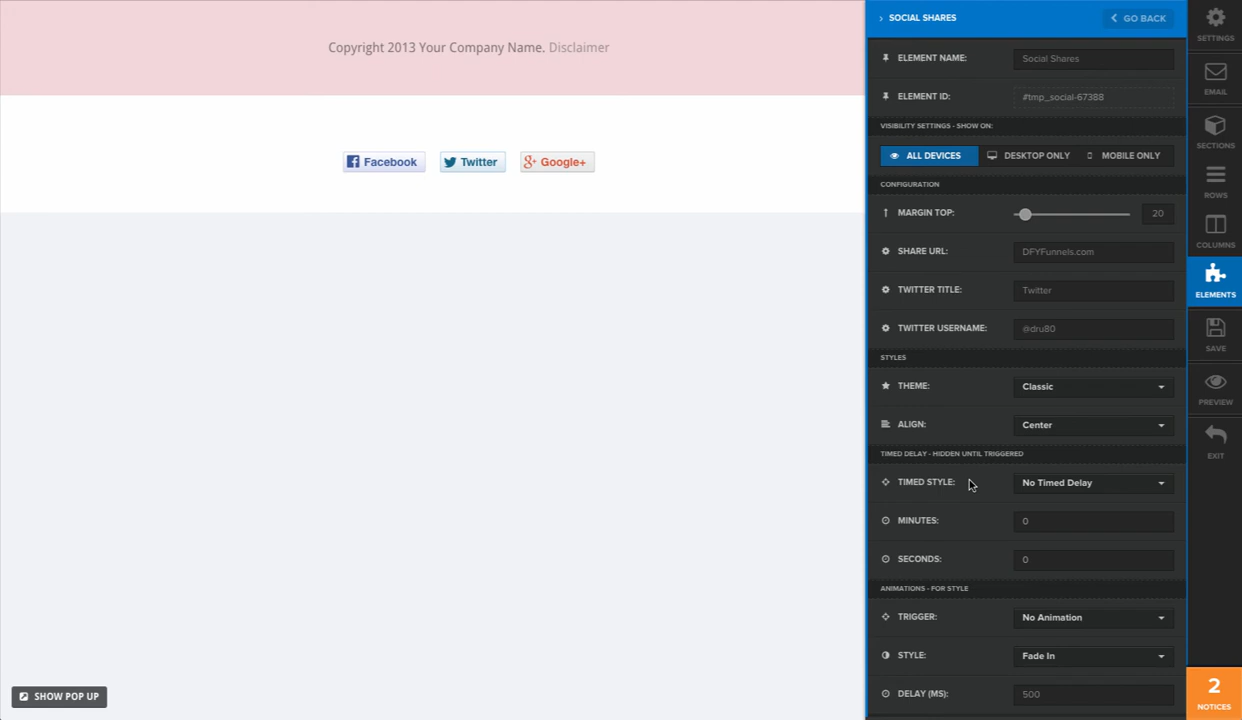 Copyright 2013 Your Company Name. Disclaimer
Facebook Twitter Google+
SHOW POP UP
SOCIAL SHARES
GO BACK
ELEMENT NAME: Social Shares
ELEMENT ID: #tmp_social-67388
VISIBILITY SETTINGS - SHOW ON:
ALL DEVICES DESKTOP ONLY MOBILE ONLY
CONFIGURATION
MARGIN TOP: 20
SHARE URL: DFYFunnels.com
TWITTER TITLE: Twitter
TWITTER USERNAME: @dru80
STYLES
THEME: Classic
ALIGN: Center
TIMED DELAY - HIDDEN UNTIL TRIGGERED
TIMED STYLE: No Timed Delay
MINUTES: 0
SECONDS: 0
ANIMATIONS - FOR STYLE
TRIGGER: No Animation
STYLE: Fade In
DELAY (MS): 500
SETTINGS
EMAIL
SECTIONS
ROWS
COLUMNS
ELEMENTS
SAVE
PREVIEW
EXIT
2
NOTICES